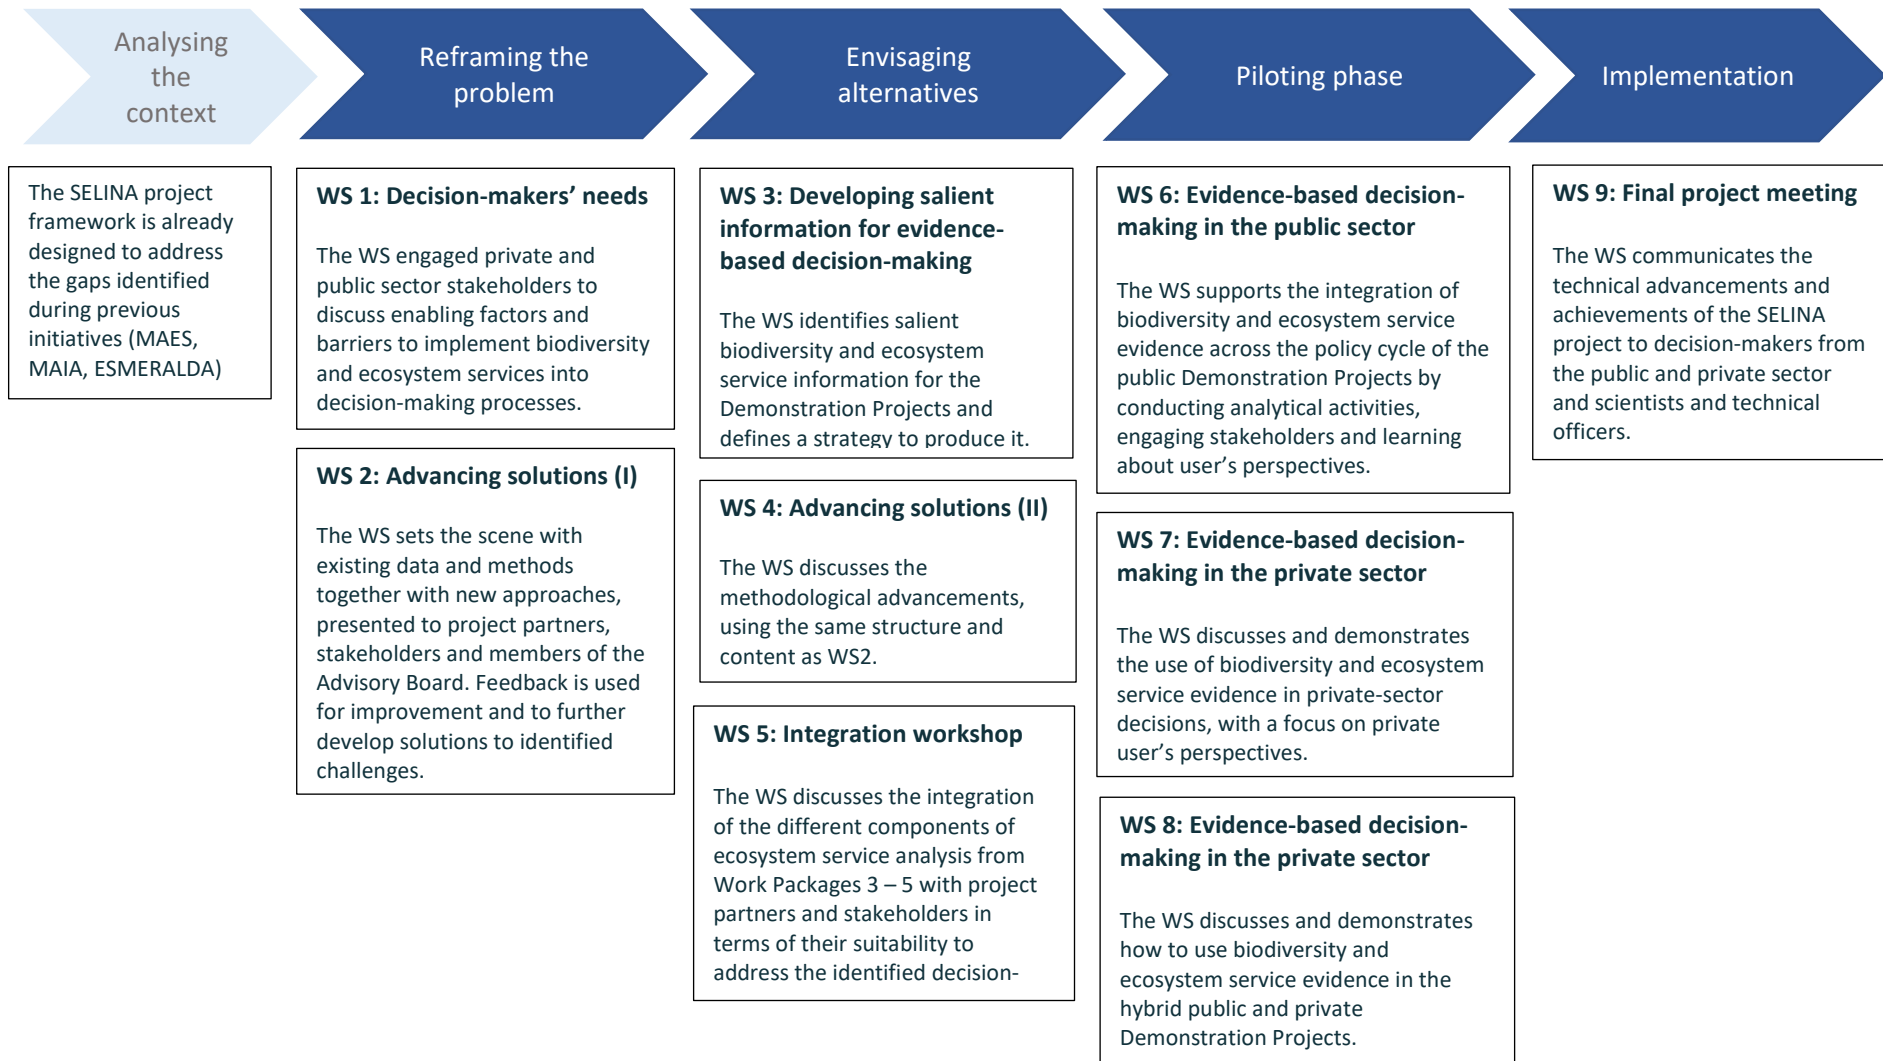 Analysing
the
context
Reframing the
problem
Envisaging
alternatives
Piloting phase
Implementation
The SELINA project
framework is already
designed to address
the gaps identified
during previous
initiatives (MAES,
MAIA, ESMERALDA)
WS 1: Decision-makers’ needs
The WS engaged private and
public sector stakeholders to
discuss enabling factors and
barriers to implement biodiversity
and ecosystem services into
decision-making processes.
WS 2: Advancing solutions (I)
The WS sets the scene with
existing data and methods
together with new approaches,
presented to project partners,
stakeholders and members of the
Advisory Board. Feedback is used
for improvement and to further
develop solutions to identified
challenges.
WS 3: Developing salient
information for evidence-
based decision-making
The WS identifies salient
biodiversity and ecosystem
service information for the
Demonstration Projects and
defines a strategy to produce it.
WS 4: Advancing solutions (II)
The WS discusses the
methodological advancements,
using the same structure and
content as WS2.
WS 5: Integration workshop
The WS discusses the integration
of the different components of
ecosystem service analysis from
Work Packages 3 – 5 with project
partners and stakeholders in
terms of their suitability to
address the identified decision-
WS 6: Evidence-based decision-
making in the public sector
The WS supports the integration of
biodiversity and ecosystem service
evidence across the policy cycle of the
public Demonstration Projects by
conducting analytical activities,
engaging stakeholders and learning
about user’s perspectives.
WS 7: Evidence-based decision-
making in the private sector
The WS discusses and demonstrates
the use of biodiversity and ecosystem
service evidence in private-sector
decisions, with a focus on private
user’s perspectives.
WS 8: Evidence-based decision-
making in the private sector
The WS discusses and demonstrates
how to use biodiversity and
ecosystem service evidence in the
hybrid public and private
Demonstration Projects.
WS 9: Final project meeting
The WS communicates the
technical advancements and
achievements of the SELINA
project to decision-makers from
the public and private sector
and scientists and technical
officers.